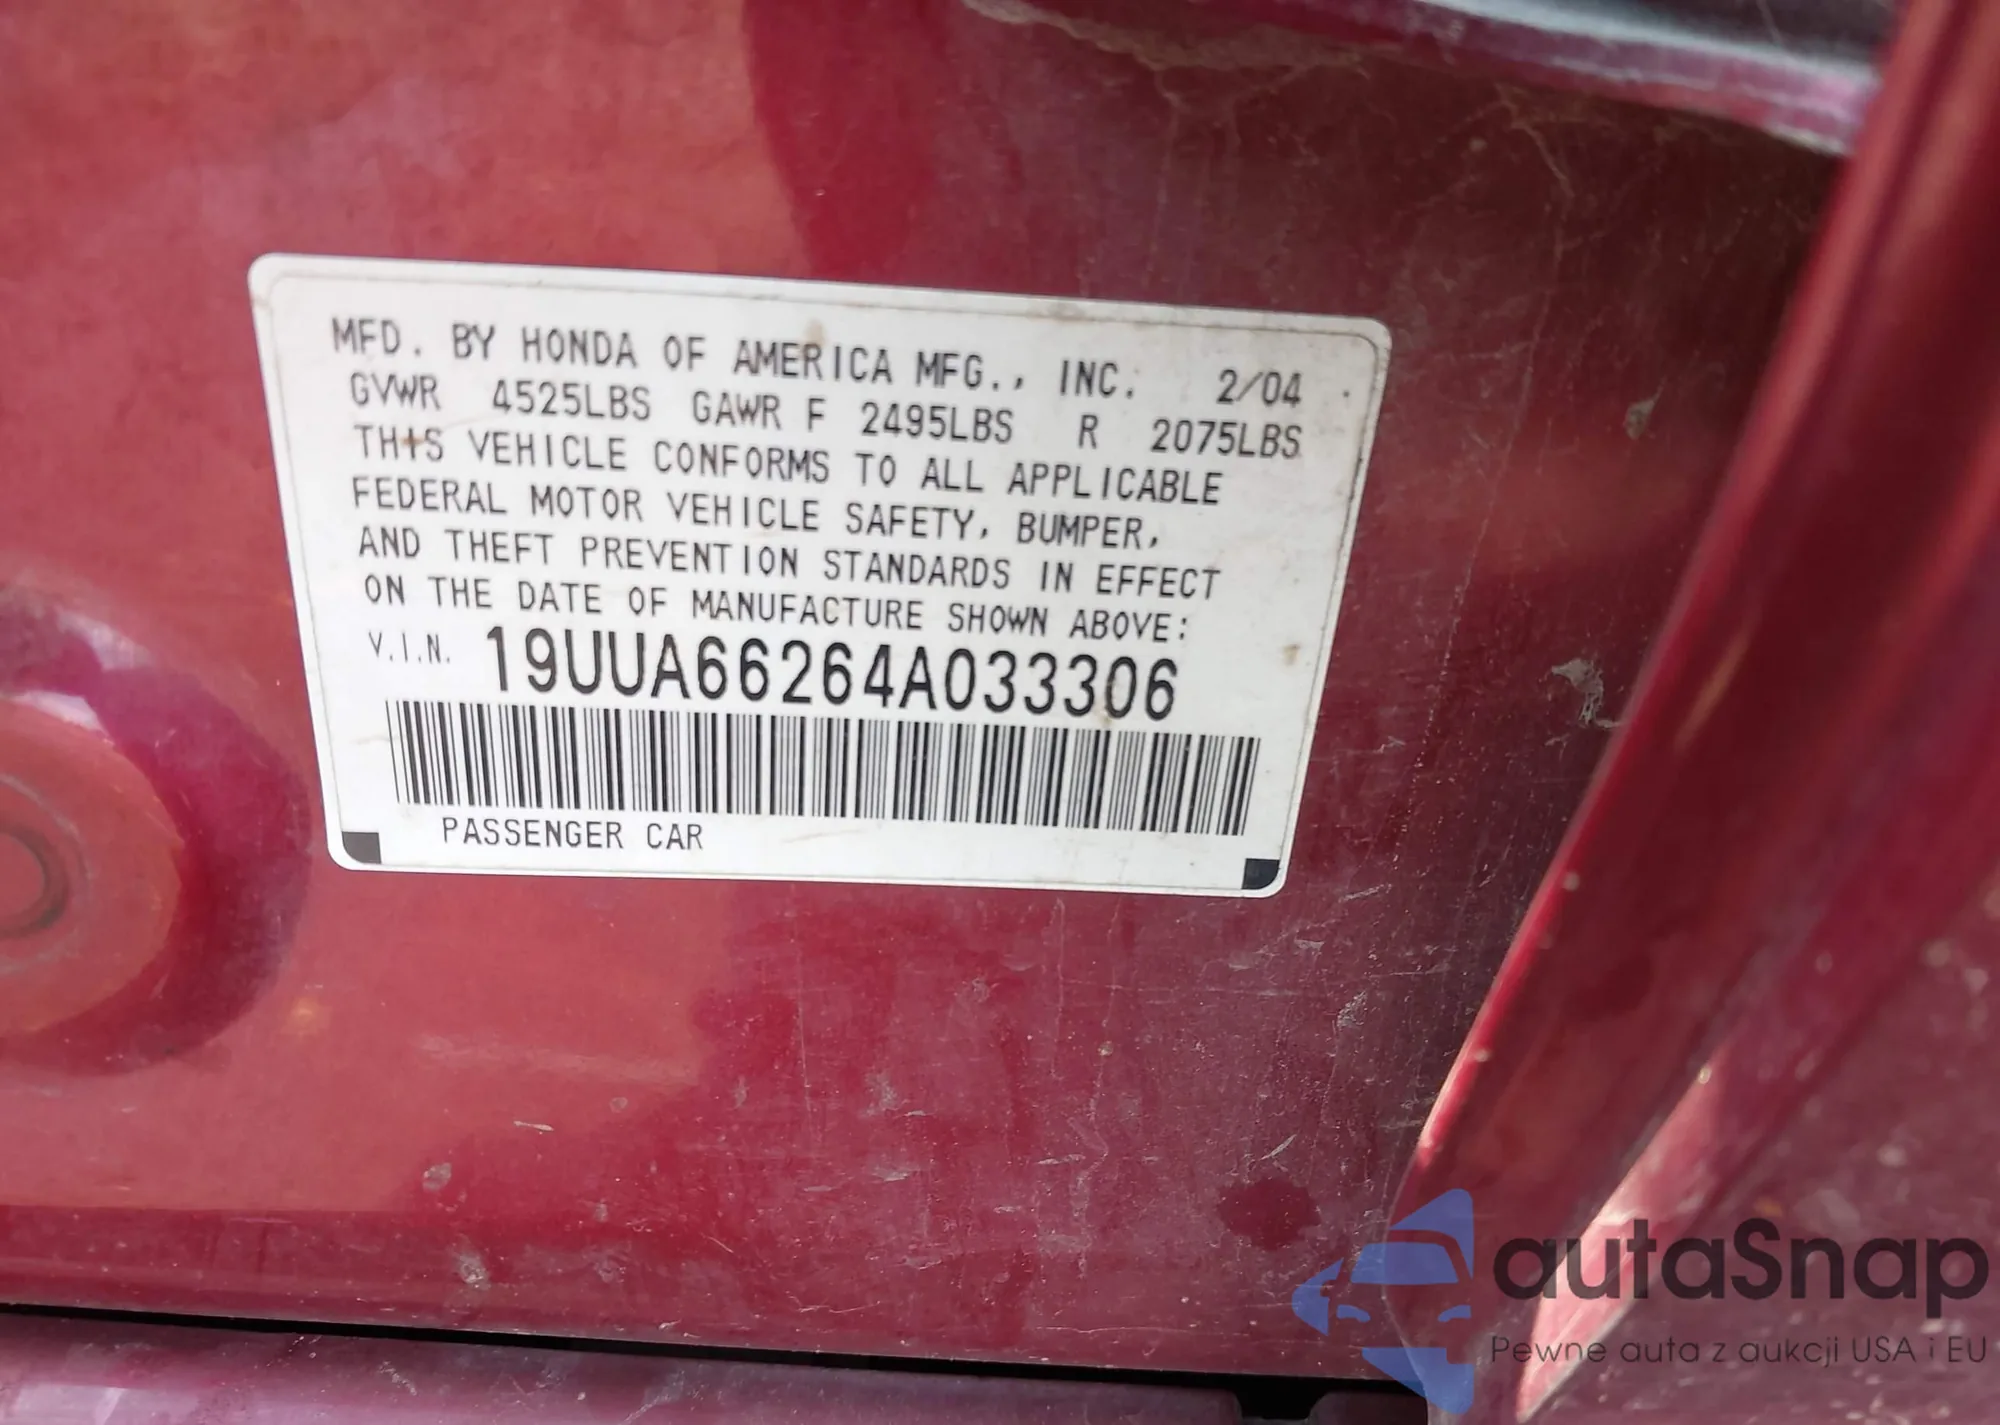 MFD. BY HONDA OF AMERICA MFG., INC. 2/04
GVWR 4525LBS GAWR F 2495LBS R 2075LBS
THIS VEHICLE CONFORMS TO ALL APPLICABLE
FEDERAL MOTOR VEHICLE SAFETY, BUMPER,
AND THEFT PREVENTION STANDARDS IN EFFECT
ON THE DATE OF MANUFACTURE SHOWN ABOVE:
V.I.N. 19UUA66264A033306
PASSENGER CAR
autaSnap
Pewne auta z aukcji USA i EU